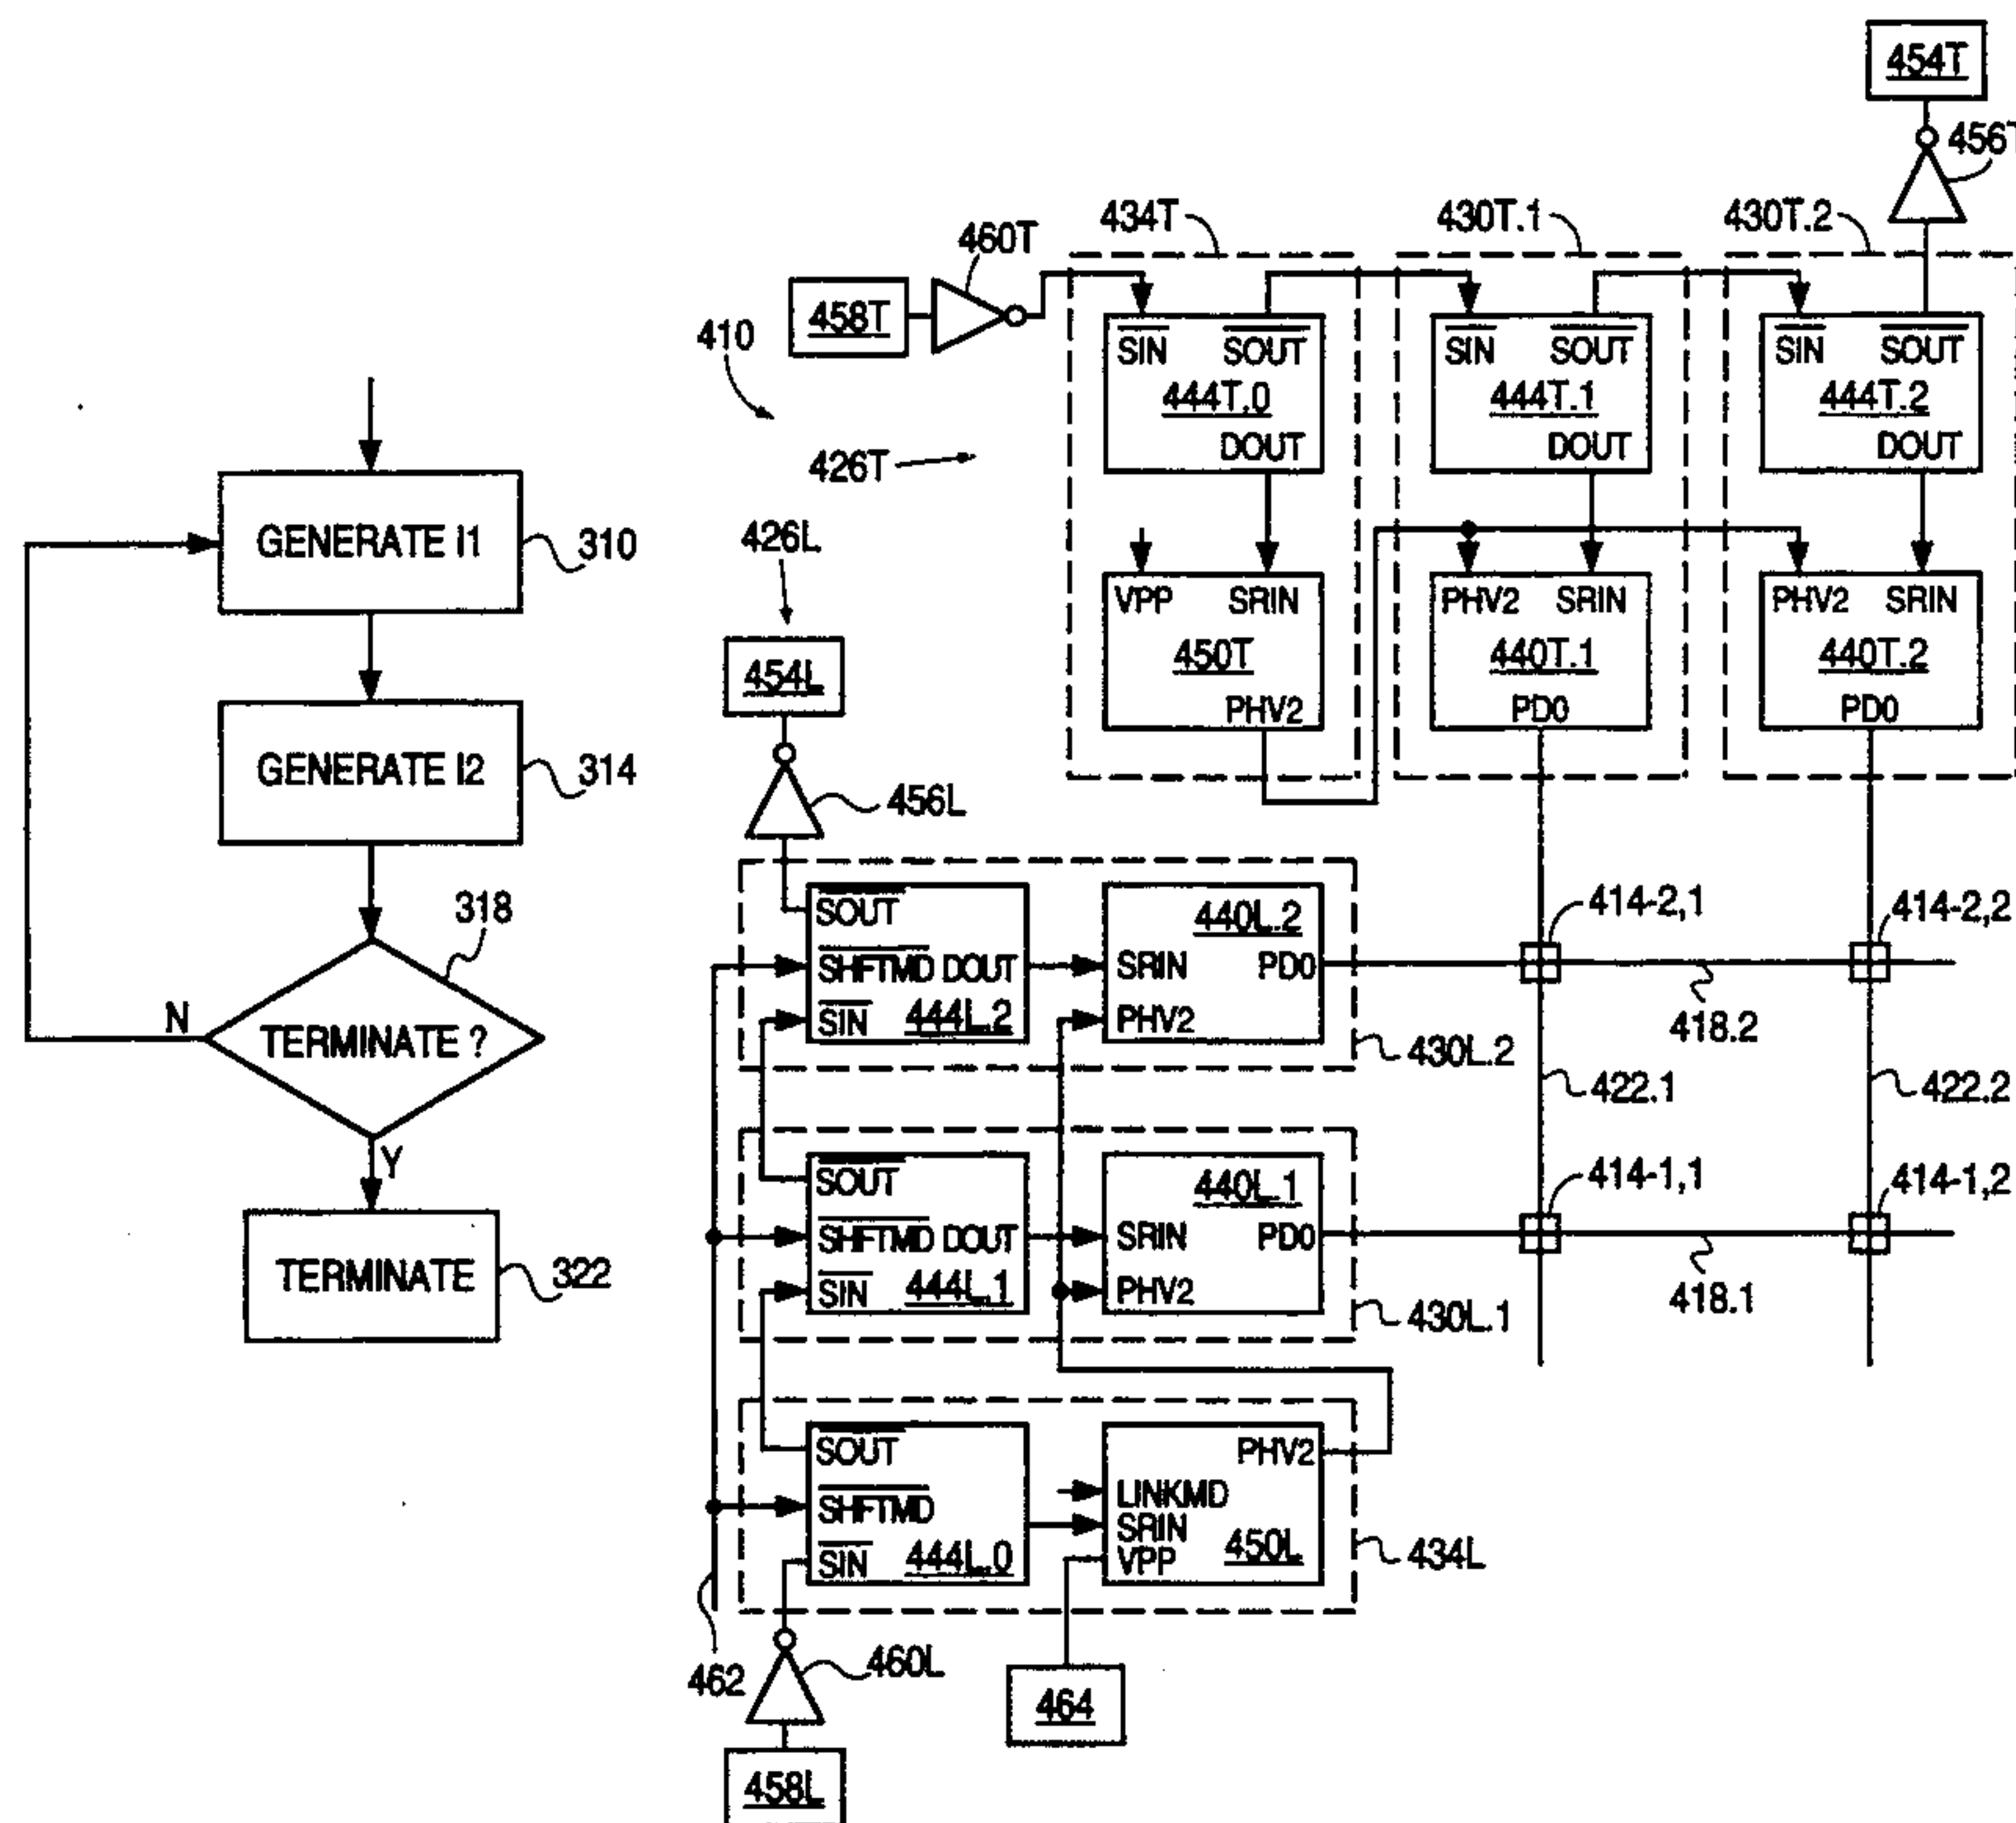 GENERATE I1
310
GENERATE I2
314
318
TERMINATE ?
N
Y
TERMINATE
322
454T
456T
434T
430T.1
430T.2
460T
458T
410
426T
SIN SOUT
444T.0
DOUT
SIN SOUT
444T.1
DOUT
SIN SOUT
444T.2
DOUT
VPP SRIN
450T
PHV2
PHV2 SRIN
440T.1
PD0
PHV2 SRIN
440T.2
PD0
426L
454L
456L
SOUT
SHFTMD DOUT
SIN 444L.2
440L.2
SRIN PD0
PHV2
430L.2
414-2,1
414-2,2
418.2
422.1
422.2
SOUT
SHFTMD DOUT
SIN 444L.1
440L.1
SRIN PD0
PHV2
430L.1
414-1,1
414-1,2
418.1
SOUT
SHFTMD
SIN 444L.0
PHV2
LINKMD
SRIN
VPP 450L
434L
462
460L
464
458L